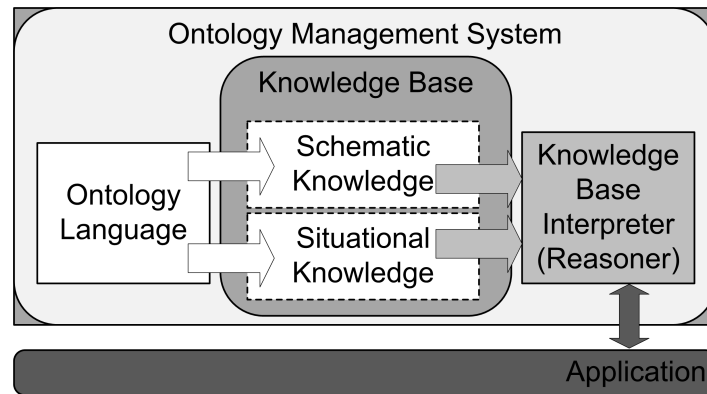 Ontology Management System
Knowledge Base
Ontology
Language
Schematic
Knowledge
Situational
Knowledge
Knowledge
Base
Interpreter
(Reasoner)
Application